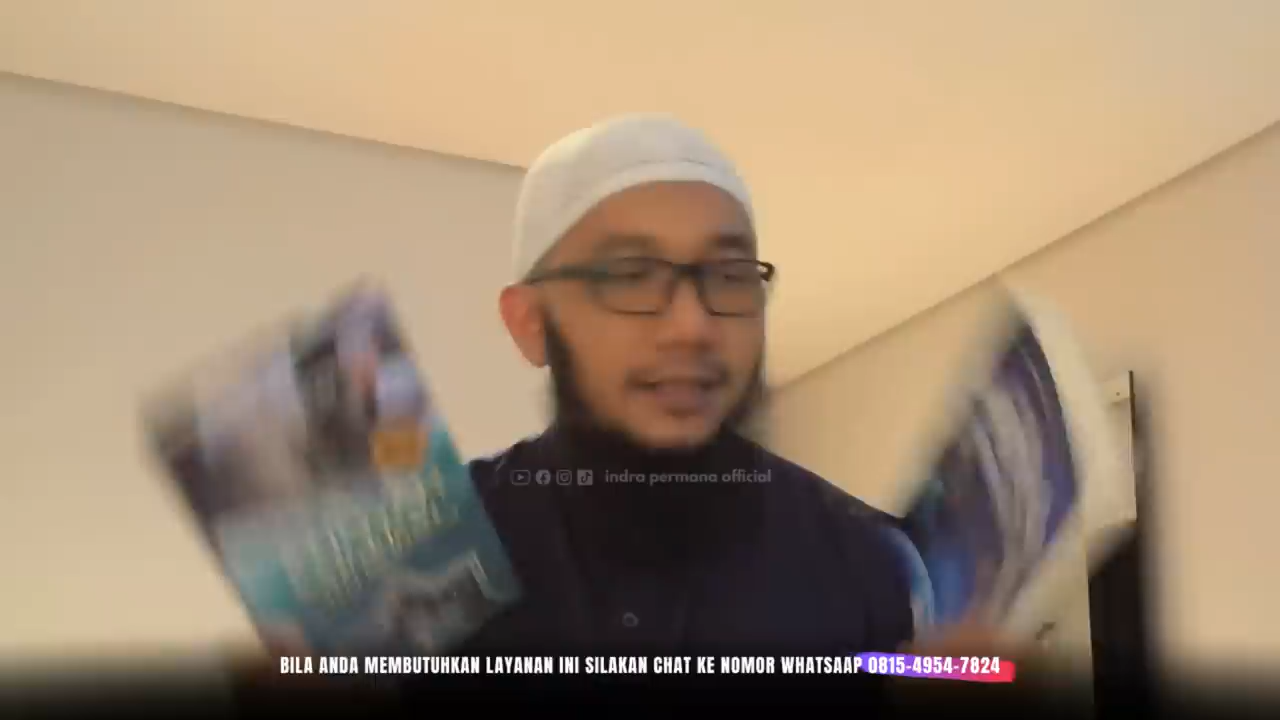 indra permana official
BILA ANDA MEMBUTUHKAN LAYANAN INI SILAKAN CHAT KE NOMOR WHATSAAP 0815-4954-7824